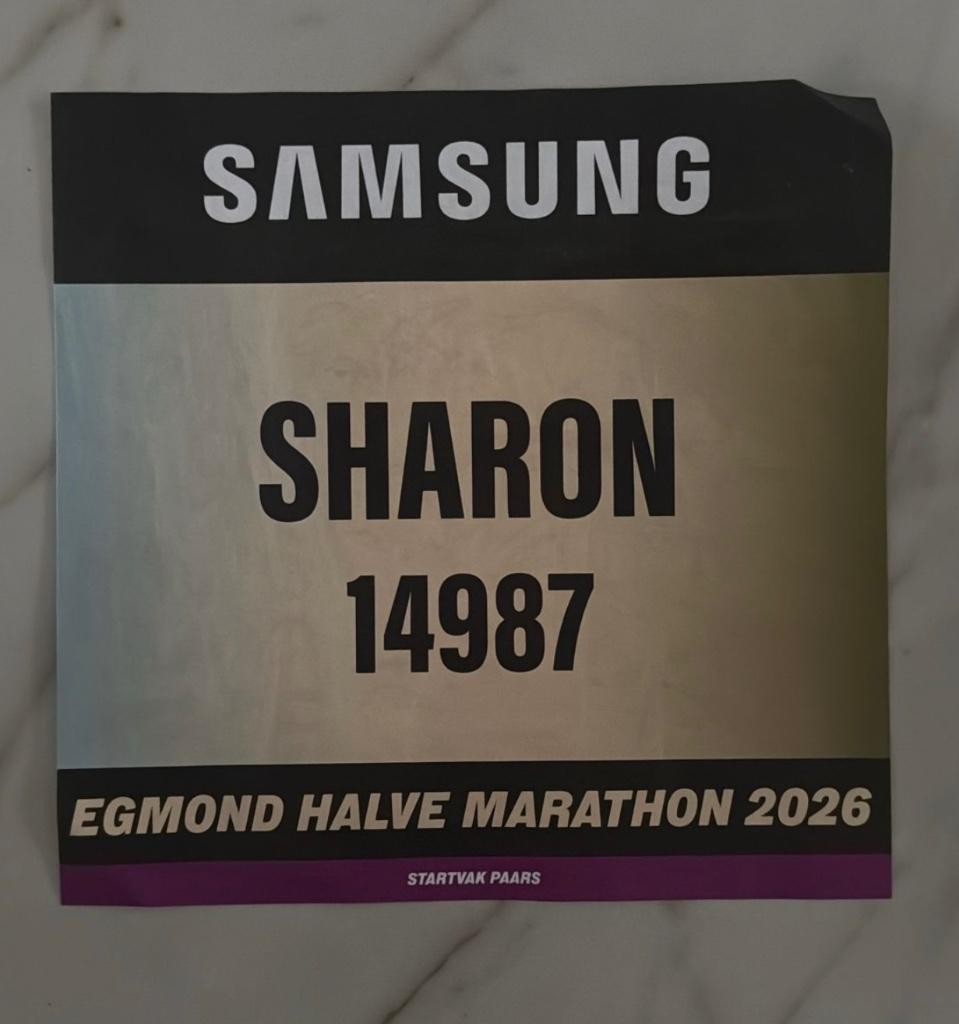 SAMSUNG
SHARON
14987
EGMOND HALVE MARATHON 2026
STARTVAK PAARS